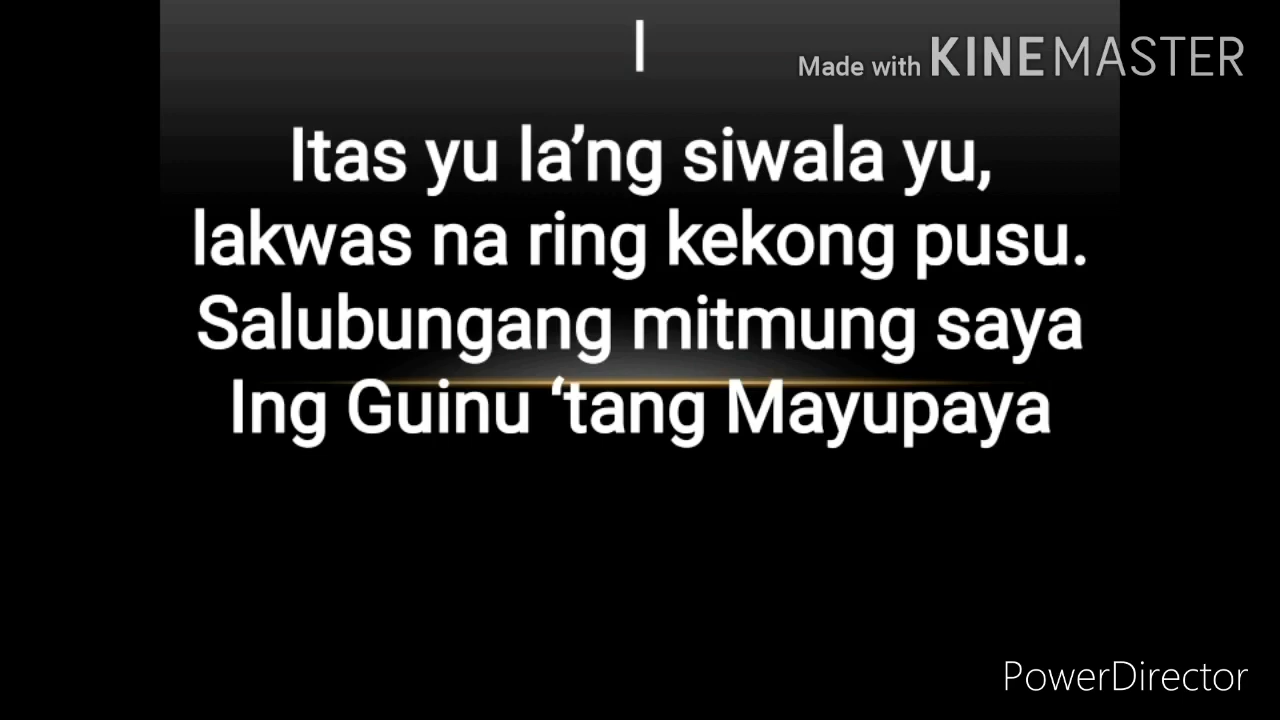 I
Made with KINEMASTER
Itas yu la’ng siwala yu,
lakwas na ring kekong pusu.
Salubungang mitmung saya
Ing Guinu ‘tang Mayupaya
PowerDirector